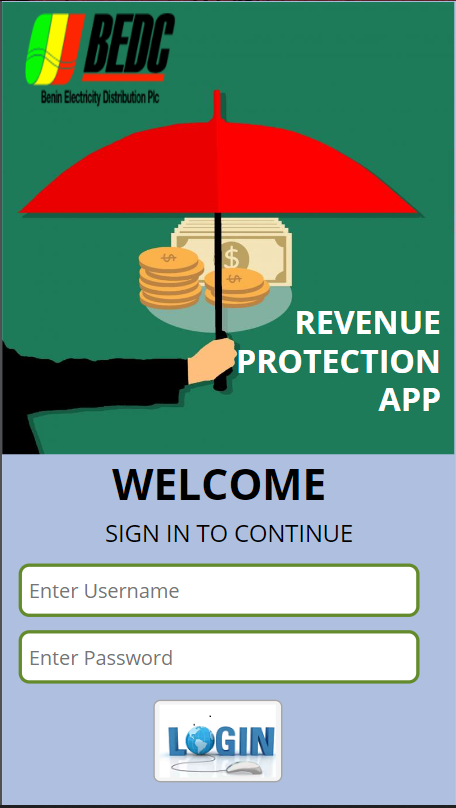 BEDC
Benin Electricity Distribution Plc
$
$
$
REVENUE
PROTECTION
APP
WELCOME
SIGN IN TO CONTINUE
Enter Username
Enter Password
LOGIN